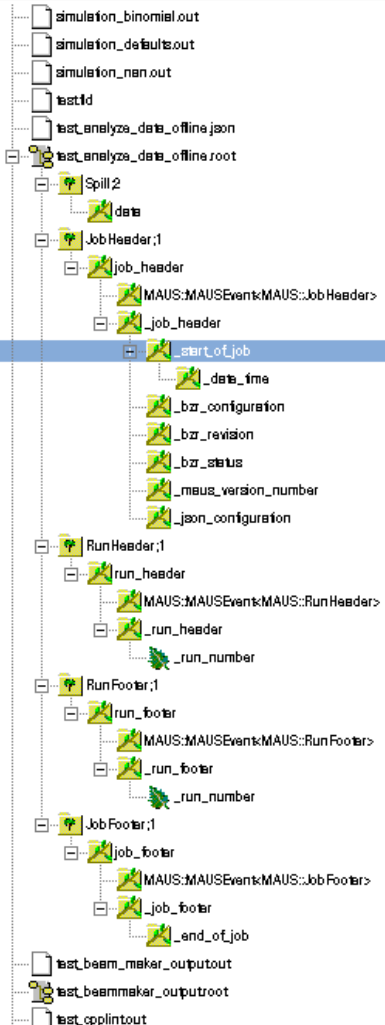 simulation_binomial.out
simulation_defaults.out
simulation_nan.out
test.fld
test_analyze_data_offline.json
test_analyze_data_offline.root
Spill;2
data
JobHeader;1
job_header
MAUS::MAUSEvent<MAUS::JobHeader>
_job_header
_start_of_job
_date_time
_bzr_configuration
_bzr_revision
_bzr_status
_maus_version_number
_json_configuration
RunHeader;1
run_header
MAUS::MAUSEvent<MAUS::RunHeader>
_run_header
_run_number
RunFooter;1
run_footer
MAUS::MAUSEvent<MAUS::RunFooter>
_run_footer
_run_number
JobFooter;1
job_footer
MAUS::MAUSEvent<MAUS::JobFooter>
_job_footer
_end_of_job
test_beam_maker_output.out
test_beammaker_output.root
test_cpplint.out